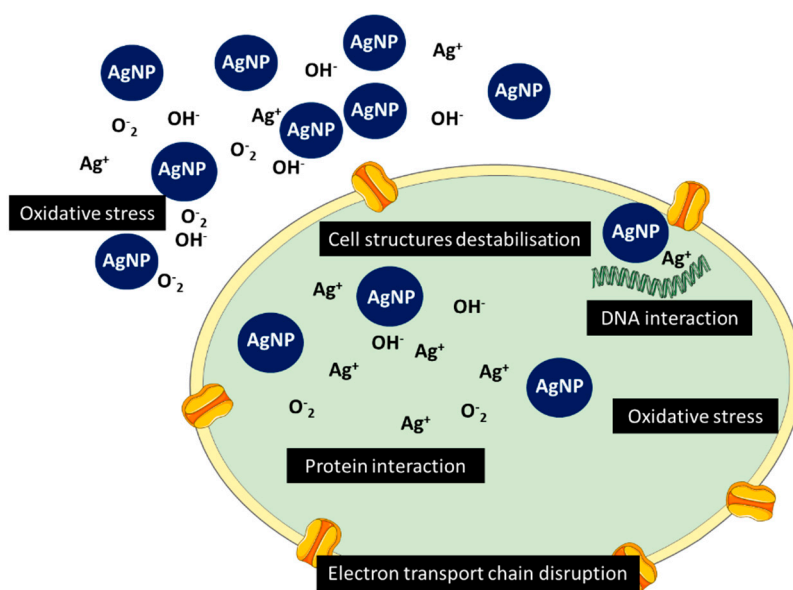 AgNP
AgNP
OH⁻
AgNP
Ag⁺
AgNP
O⁻₂
OH⁻
Ag⁺
AgNP
AgNP
OH⁻
Ag⁺
AgNP
O⁻₂
OH⁻
Oxidative stress
O⁻₂
OH⁻
AgNP
O⁻₂
Cell structures destabilisation
AgNP
Ag⁺
DNA interaction
Ag⁺
AgNP
OH⁻
AgNP
OH⁻
Ag⁺
Ag⁺
Ag⁺
AgNP
O⁻₂
Ag⁺
O⁻₂
Oxidative stress
Protein interaction
Electron transport chain disruption